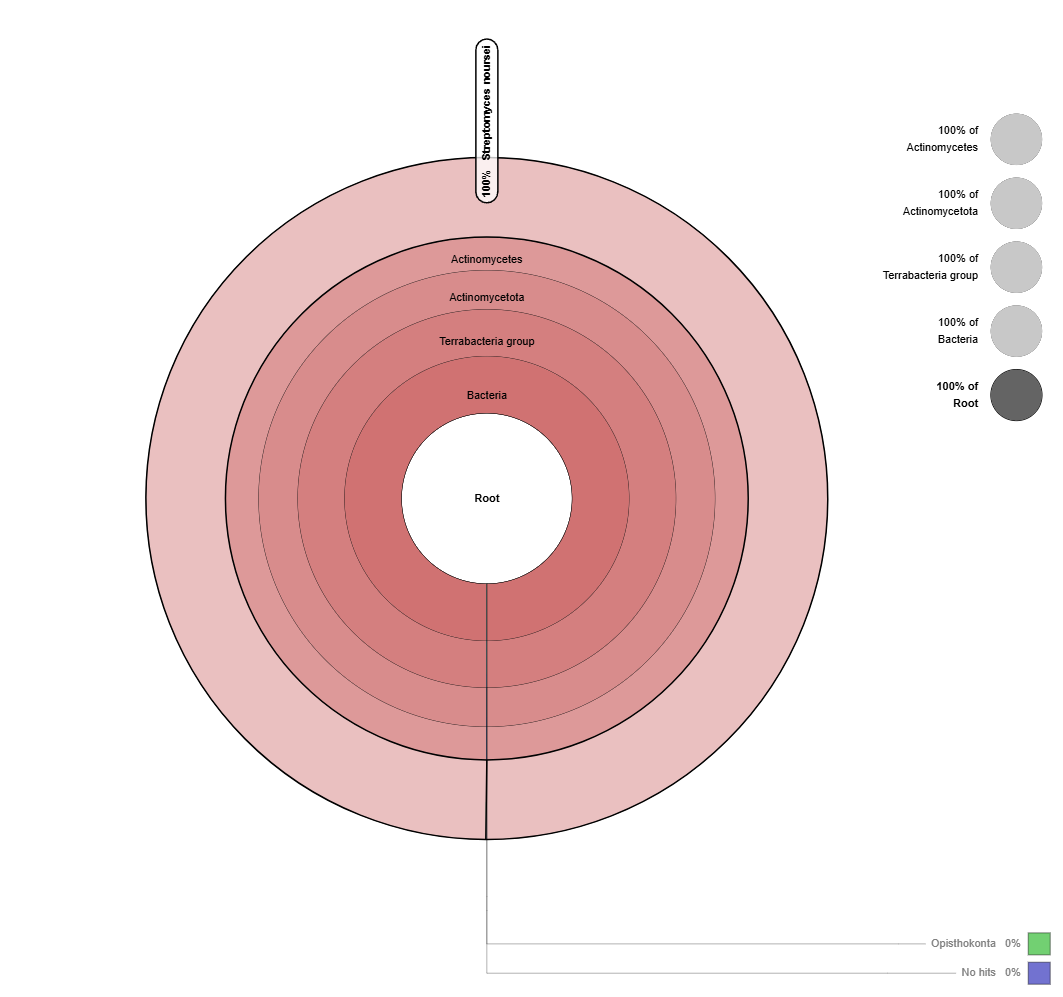 100% Streptomyces noursei
Actinomycetes
Actinomycetota
Terrabacteria group
Bacteria
Root
100% of
Actinomycetes
100% of
Actinomycetota
100% of
Terrabacteria group
100% of
Bacteria
100% of
Root
Opisthokonta 0%
No hits 0%